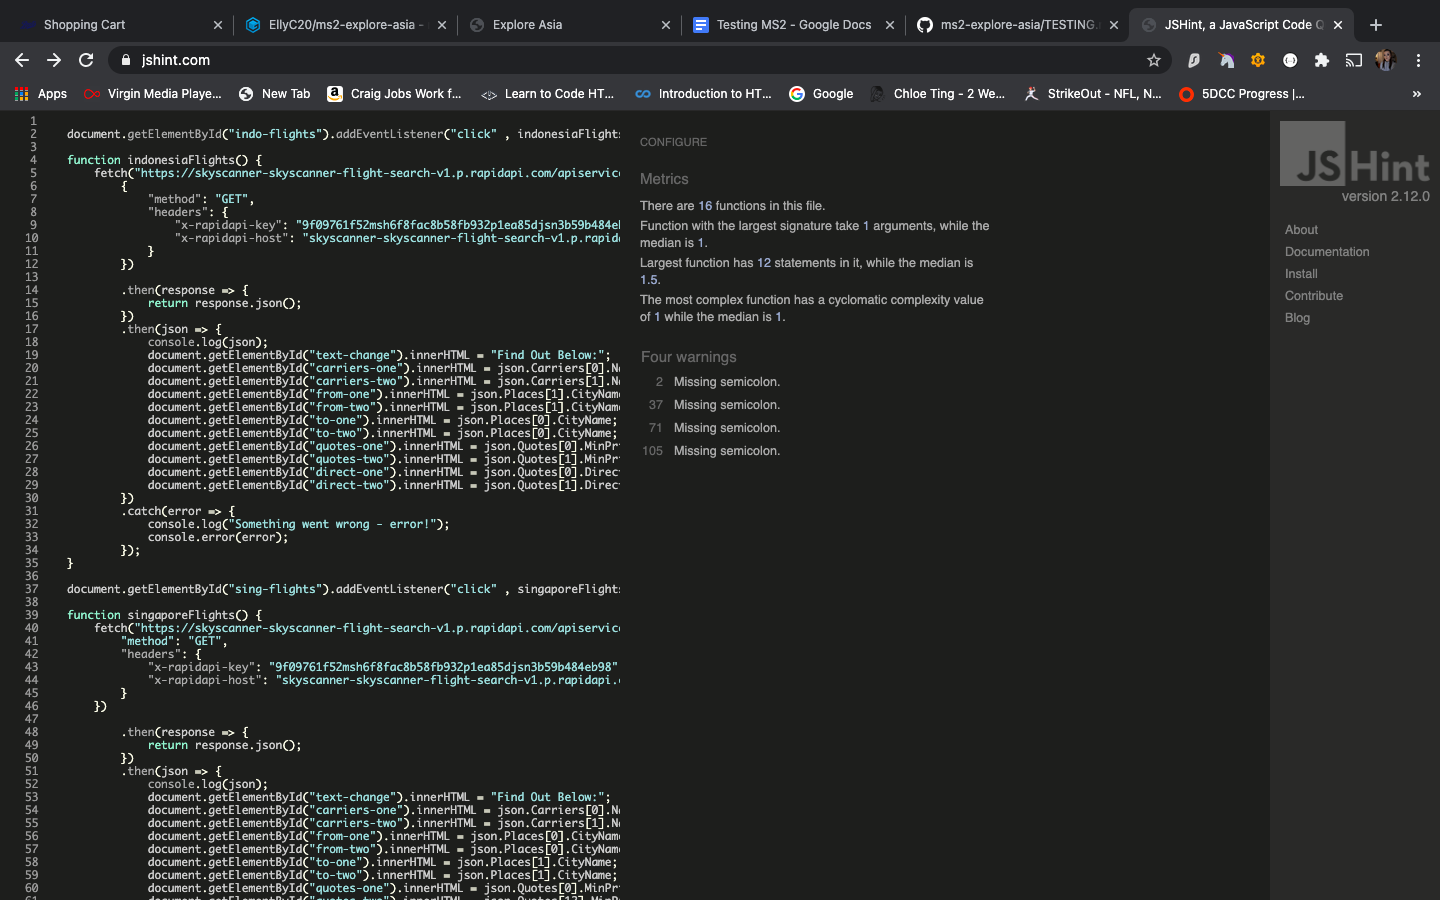 Shopping Cart
EllyC20/ms2-explore-asia -
Explore Asia
Testing MS2 - Google Docs
ms2-explore-asia/TESTING.
JSHint, a JavaScript Code Q
jshint.com
Apps
Virgin Media Playe...
New Tab
Craig Jobs Work f...
Learn to Code HT...
Introduction to HT...
Google
Chloe Ting - 2 We...
StrikeOut - NFL, N...
5DCC Progress |...
»
1
2 document.getElementById("indo-flights").addEventListener("click" , indonesiaFlights
3
4 function indonesiaFlights() {
5 fetch("https://skyscanner-skyscanner-flight-search-v1.p.rapidapi.com/apiservic
6 {
7 "method": "GET",
8 "headers": {
9 "x-rapidapi-key": "9f09761f52msh6f8fac8b58fb932p1ea85djsn3b59b484e
10 "x-rapidapi-host": "skyscanner-skyscanner-flight-search-v1.p.rapid
11 }
12 })
13
14 .then(response => {
15 return response.json();
16 })
17 .then(json => {
18 console.log(json);
19 document.getElementById("text-change").innerHTML = "Find Out Below:";
20 document.getElementById("carriers-one").innerHTML = json.Carriers[0].N
21 document.getElementById("carriers-two").innerHTML = json.Carriers[1].N
22 document.getElementById("from-one").innerHTML = json.Places[1].CityName
23 document.getElementById("from-two").innerHTML = json.Places[1].CityName
24 document.getElementById("to-one").innerHTML = json.Places[0].CityName;
25 document.getElementById("to-two").innerHTML = json.Places[0].CityName;
26 document.getElementById("quotes-one").innerHTML = json.Quotes[0].MinPr
27 document.getElementById("quotes-two").innerHTML = json.Quotes[1].MinPr
28 document.getElementById("direct-one").innerHTML = json.Quotes[0].Direc
29 document.getElementById("direct-two").innerHTML = json.Quotes[1].Direc
30 })
31 .catch(error => {
32 console.log("Something went wrong - error!");
33 console.error(error);
34 });
35 }
36
37 document.getElementById("sing-flights").addEventListener("click" , singaporeFlights
38
39 function singaporeFlights() {
40 fetch("https://skyscanner-skyscanner-flight-search-v1.p.rapidapi.com/apiservic
41 "method": "GET",
42 "headers": {
43 "x-rapidapi-key": "9f09761f52msh6f8fac8b58fb932p1ea85djsn3b59b484eb98"
44 "x-rapidapi-host": "skyscanner-skyscanner-flight-search-v1.p.rapidapi.
45 }
46 })
47
48 .then(response => {
49 return response.json();
50 })
51 .then(json => {
52 console.log(json);
53 document.getElementById("text-change").innerHTML = "Find Out Below:";
54 document.getElementById("carriers-one").innerHTML = json.Carriers[0].N
55 document.getElementById("carriers-two").innerHTML = json.Carriers[1].N
56 document.getElementById("from-one").innerHTML = json.Places[0].CityName
57 document.getElementById("from-two").innerHTML = json.Places[0].CityName
58 document.getElementById("to-one").innerHTML = json.Places[1].CityName;
59 document.getElementById("to-two").innerHTML = json.Places[1].CityName;
60 document.getElementById("quotes-one").innerHTML = json.Quotes[0].MinPr
CONFIGURE
Metrics
There are 16 functions in this file.
Function with the largest signature take 1 arguments, while the
median is 1.
Largest function has 12 statements in it, while the median is
1.5.
The most complex function has a cyclomatic complexity value
of 1 while the median is 1.
Four warnings
2 Missing semicolon.
37 Missing semicolon.
71 Missing semicolon.
105 Missing semicolon.
JSHint
version 2.12.0
About
Documentation
Install
Contribute
Blog